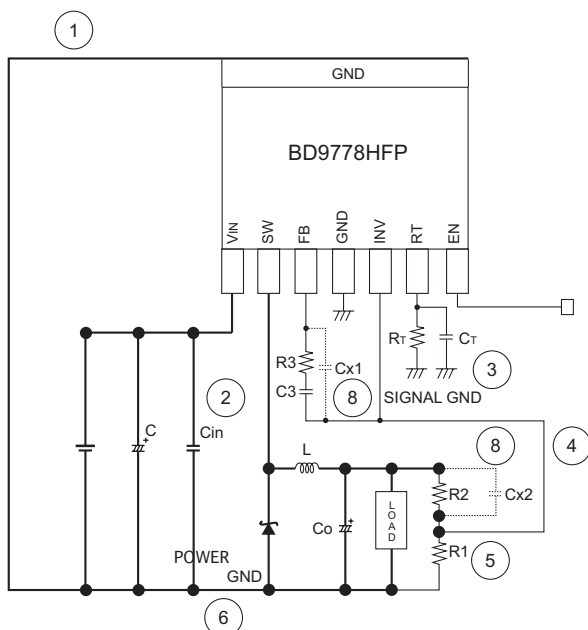 1
GND
BD9778HFP
VIN
SW
FB
GND
INV
RT
EN
R3
Cx1
RT
CT
C3
8
3
SIGNAL GND
2
C
+
Cin
8
4
L
R2
Cx2
Co
+
LOAD
POWER
GND
R1
5
6